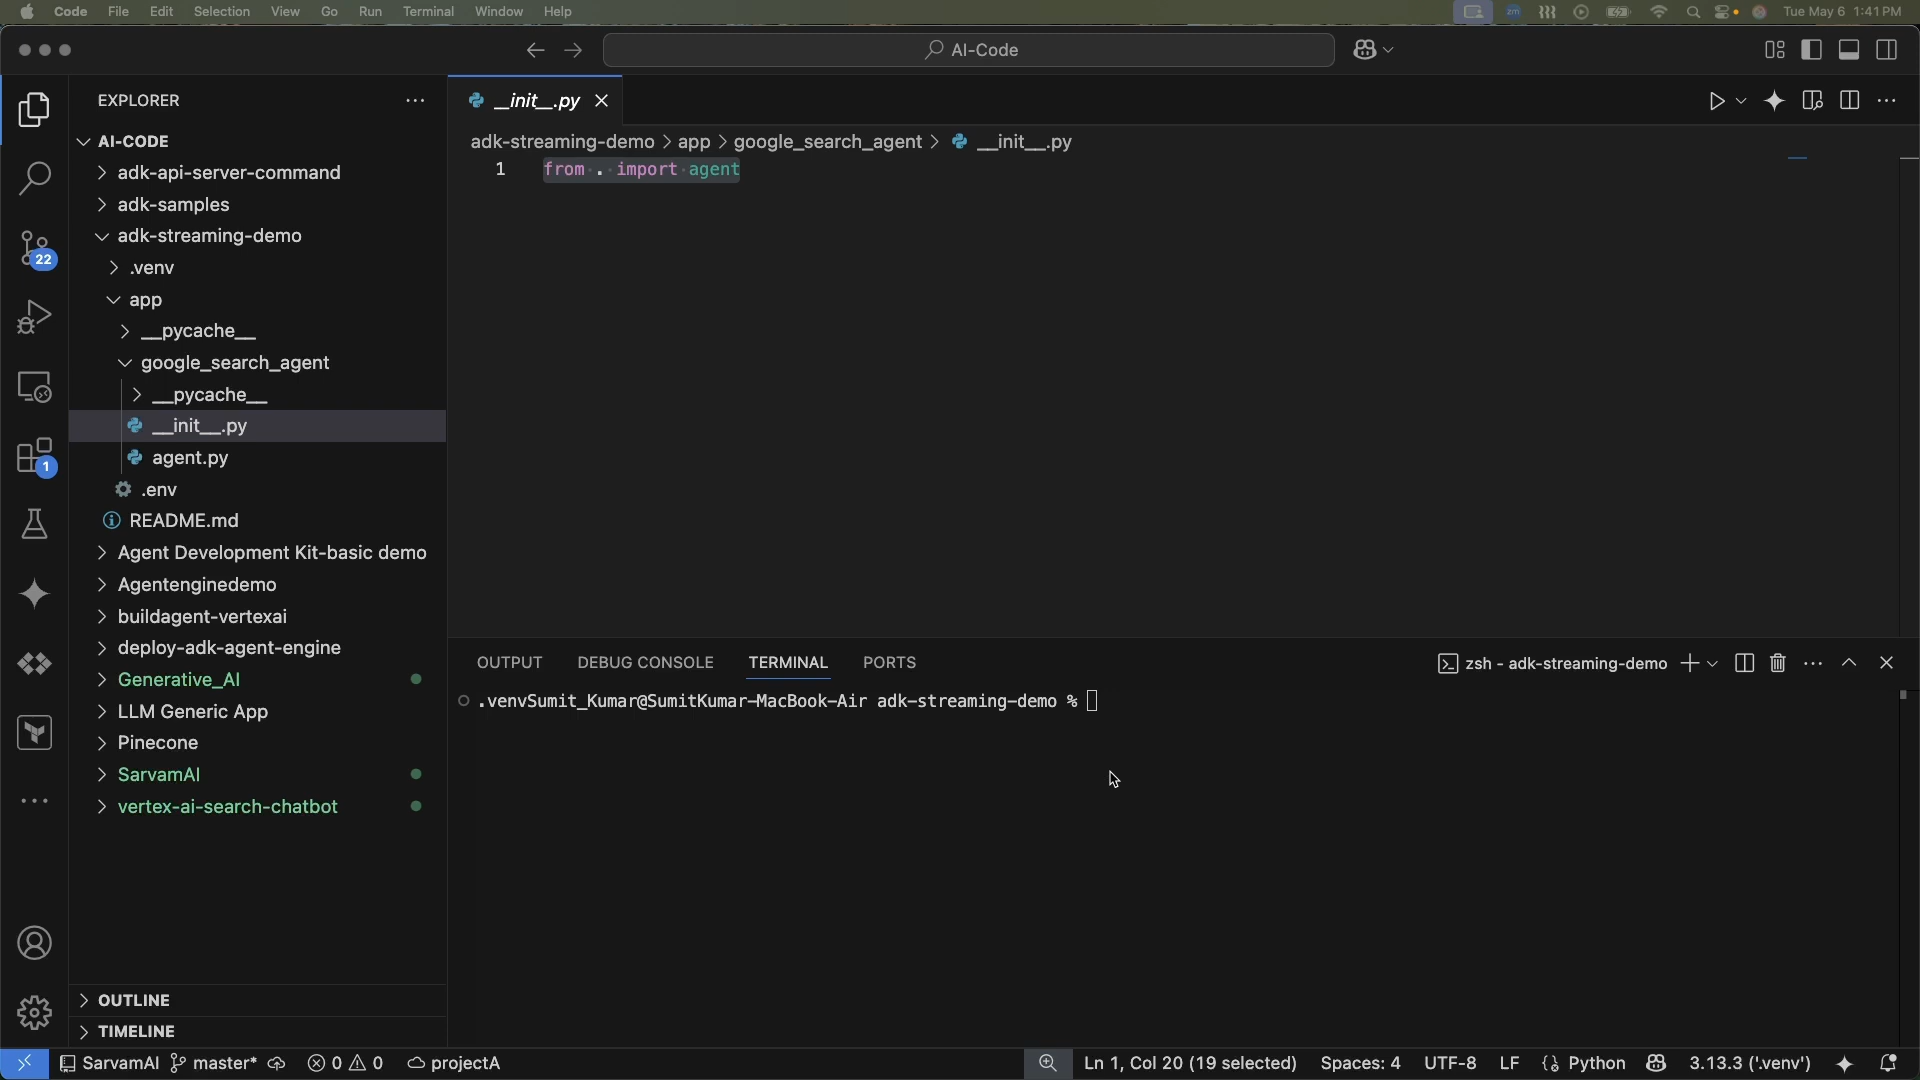 Code File Edit Selection View Go Run Terminal Window Help zm Tue May 6 1:41 PM
AI-Code
EXPLORER
AI-CODE
adk-api-server-command
adk-samples
adk-streaming-demo
.venv
app
__pycache__
google_search_agent
__pycache__
__init__.py
agent.py
.env
README.md
Agent Development Kit-basic demo
Agentenginedemo
buildagent-vertexai
deploy-adk-agent-engine
Generative_AI
LLM Generic App
Pinecone
SarvamAI
vertex-ai-search-chatbot
OUTLINE
TIMELINE
22
1
__init__.py
adk-streaming-demo > app > google_search_agent > __init__.py
1 from . import agent
OUTPUT DEBUG CONSOLE TERMINAL PORTS
zsh - adk-streaming-demo
.venvSumit_Kumar@SumitKumar-MacBook-Air adk-streaming-demo %
SarvamAI master* 0 0 projectA
Ln 1, Col 20 (19 selected) Spaces: 4 UTF-8 LF {} Python 3.13.3 ('.venv')